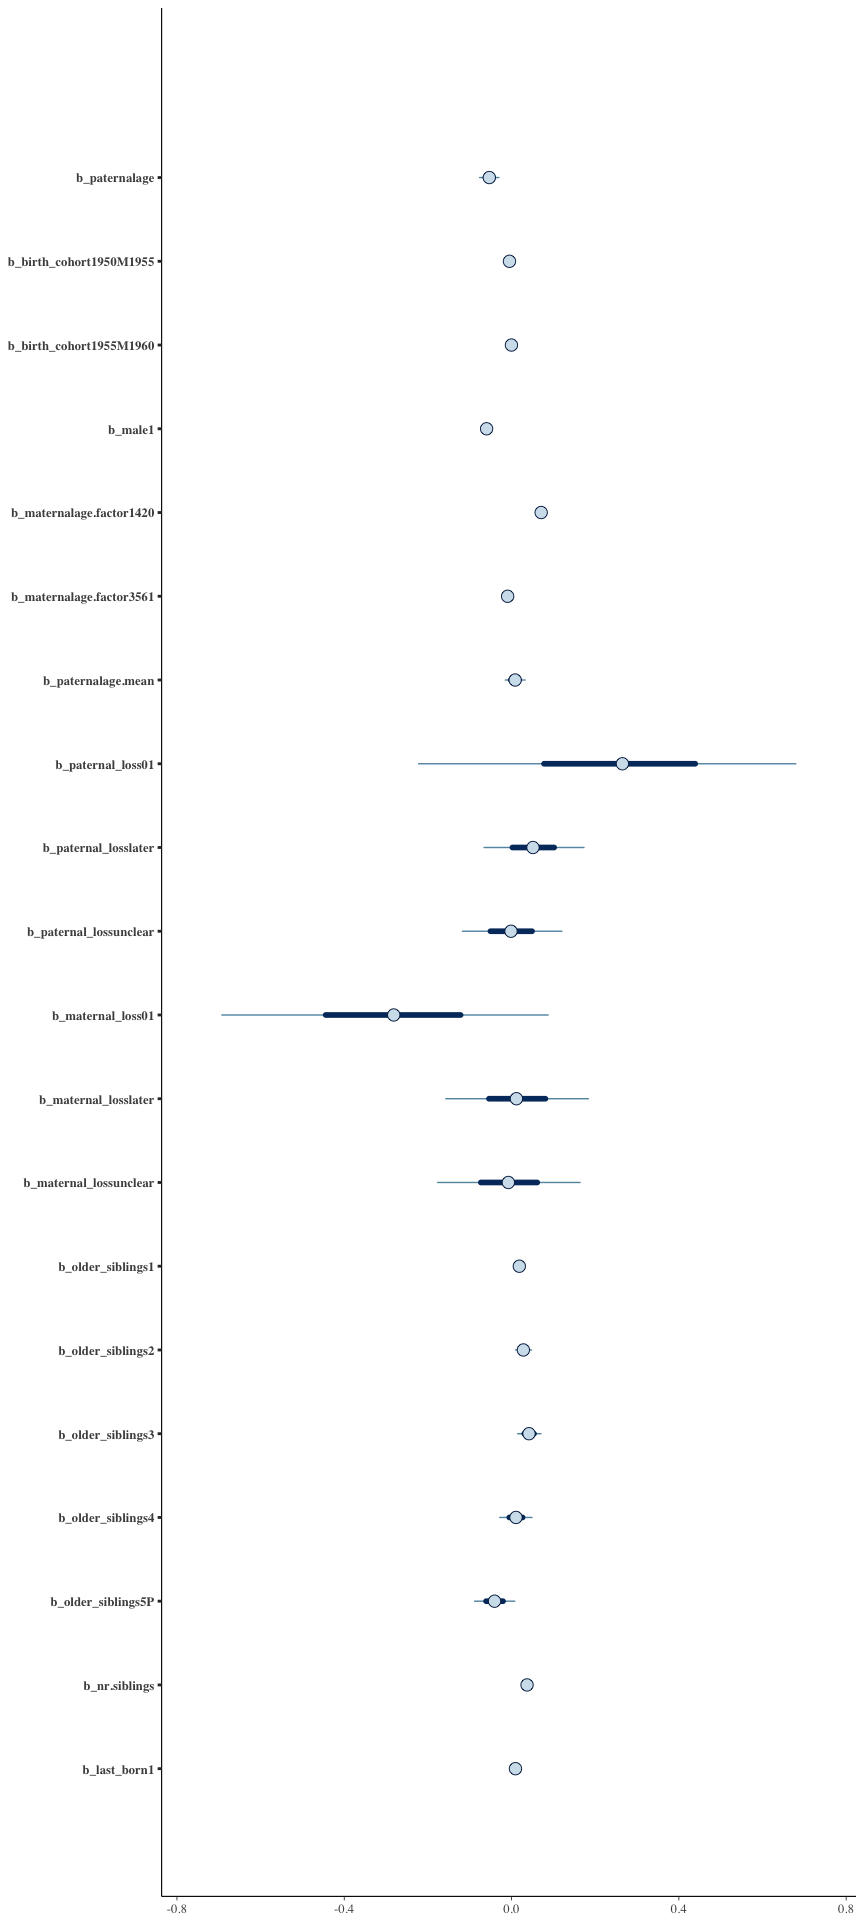 b_paternalage
b_birth_cohort1950M1955
b_birth_cohort1955M1960
b_male1
b_maternalage.factor1420
b_maternalage.factor3561
b_paternalage.mean
b_paternal_loss01
b_paternal_losslater
b_paternal_lossunclear
b_maternal_loss01
b_maternal_losslater
b_maternal_lossunclear
b_older_siblings1
b_older_siblings2
b_older_siblings3
b_older_siblings4
b_older_siblings5P
b_nr.siblings
b_last_born1
-0.8 -0.4 0.0 0.4 0.8